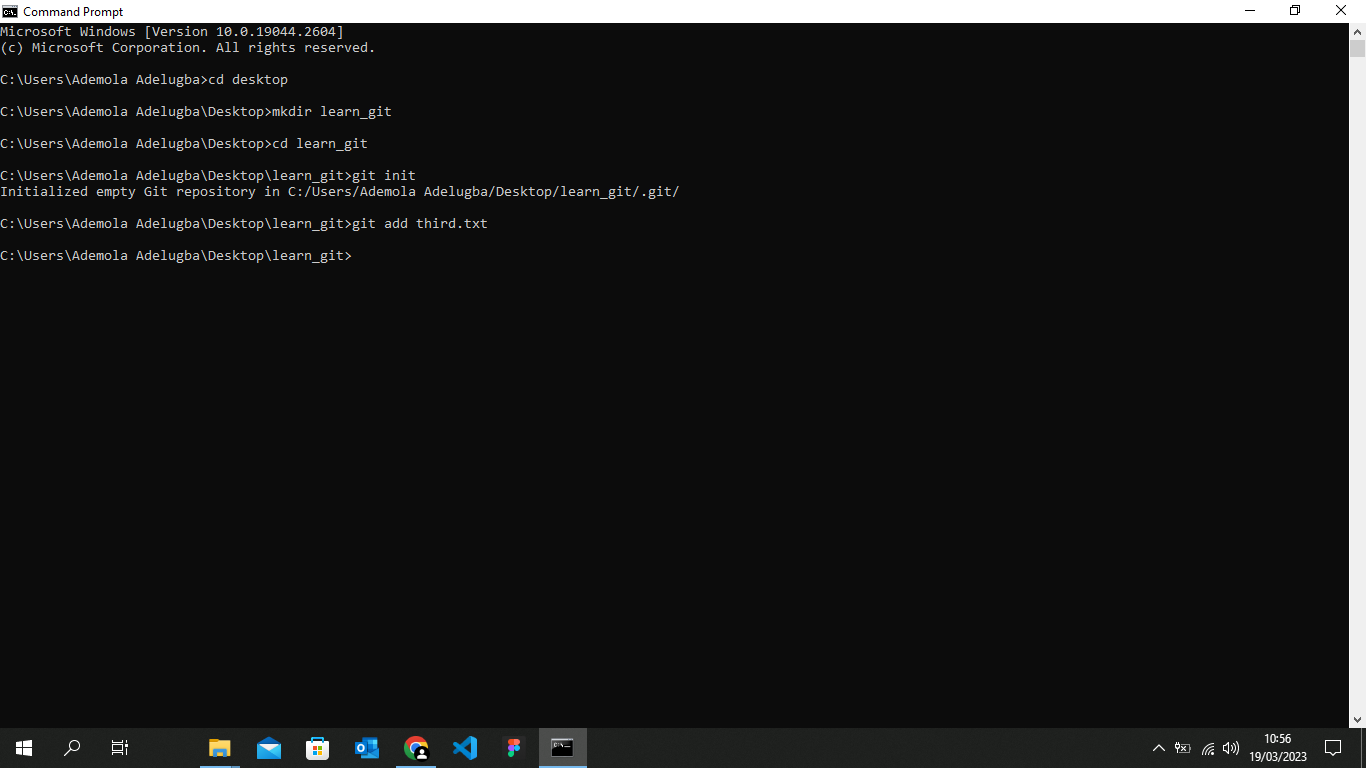 Command Prompt
Microsoft Windows [Version 10.0.19044.2604]
(c) Microsoft Corporation. All rights reserved.
C:\Users\Ademola Adelugba>cd desktop
C:\Users\Ademola Adelugba\Desktop>mkdir learn_git
C:\Users\Ademola Adelugba\Desktop>cd learn_git
C:\Users\Ademola Adelugba\Desktop\learn_git>git init
Initialized empty Git repository in C:/Users/Ademola Adelugba/Desktop/learn_git/.git/
C:\Users\Ademola Adelugba\Desktop\learn_git>git add third.txt
C:\Users\Ademola Adelugba\Desktop\learn_git>
10:56
19/03/2023